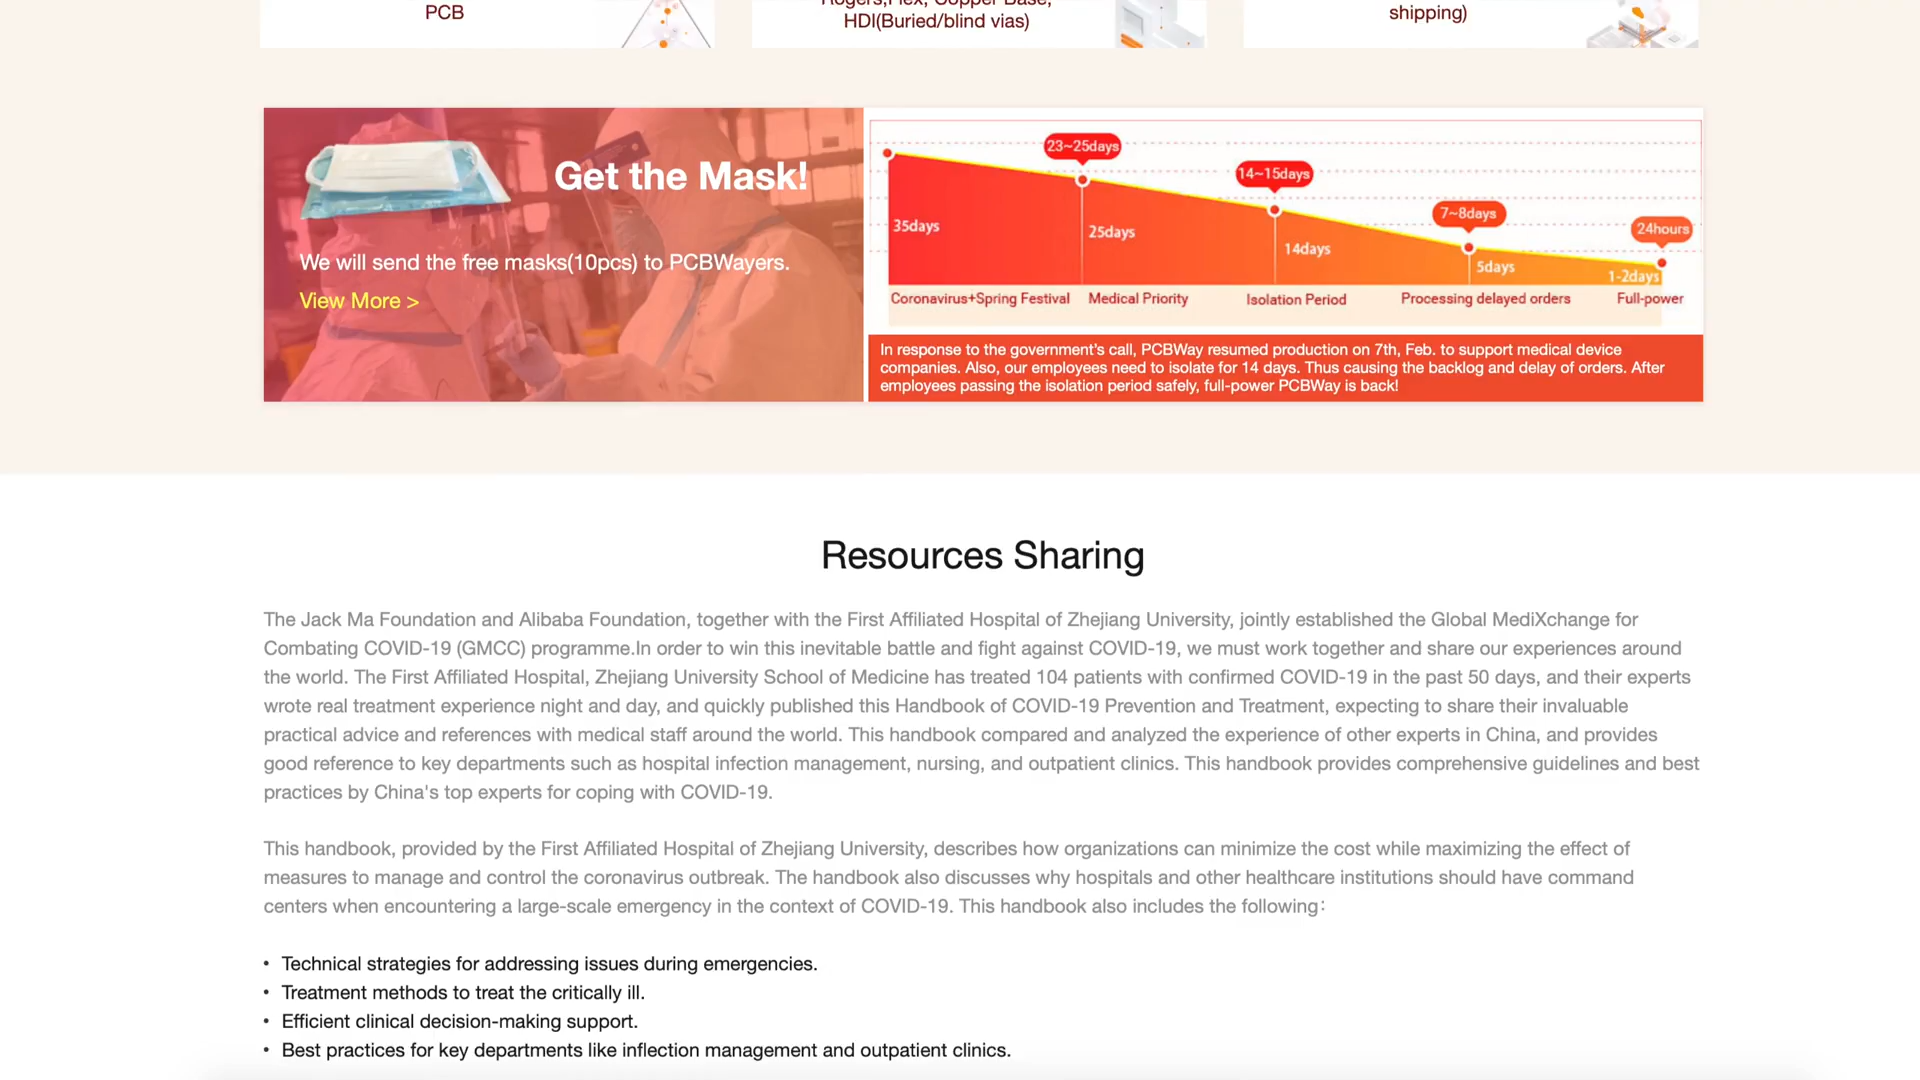 PCB
Rogers,Flex, Copper Base,
HDI(Buried/blind vias)
shipping)
Get the Mask!
We will send the free masks(10pcs) to PCBWayers.
View More >
23~25days
14~15days
7~8days
24hours
35days
25days
14days
5days
1-2days
Coronavirus+Spring Festival
Medical Priority
Isolation Period
Processing delayed orders
Full-power
In response to the government's call, PCBWay resumed production on 7th, Feb. to support medical device
companies. Also, our employees need to isolate for 14 days. Thus causing the backlog and delay of orders. After
employees passing the isolation period safely, full-power PCBWay is back!
Resources Sharing
The Jack Ma Foundation and Alibaba Foundation, together with the First Affiliated Hospital of Zhejiang University, jointly established the Global MediXchange for
Combating COVID-19 (GMCC) programme.In order to win this inevitable battle and fight against COVID-19, we must work together and share our experiences around
the world. The First Affiliated Hospital, Zhejiang University School of Medicine has treated 104 patients with confirmed COVID-19 in the past 50 days, and their experts
wrote real treatment experience night and day, and quickly published this Handbook of COVID-19 Prevention and Treatment, expecting to share their invaluable
practical advice and references with medical staff around the world. This handbook compared and analyzed the experience of other experts in China, and provides
good reference to key departments such as hospital infection management, nursing, and outpatient clinics. This handbook provides comprehensive guidelines and best
practices by China's top experts for coping with COVID-19.
This handbook, provided by the First Affiliated Hospital of Zhejiang University, describes how organizations can minimize the cost while maximizing the effect of
measures to manage and control the coronavirus outbreak. The handbook also discusses why hospitals and other healthcare institutions should have command
centers when encountering a large-scale emergency in the context of COVID-19. This handbook also includes the following：
• Technical strategies for addressing issues during emergencies.
• Treatment methods to treat the critically ill.
• Efficient clinical decision-making support.
• Best practices for key departments like inflection management and outpatient clinics.